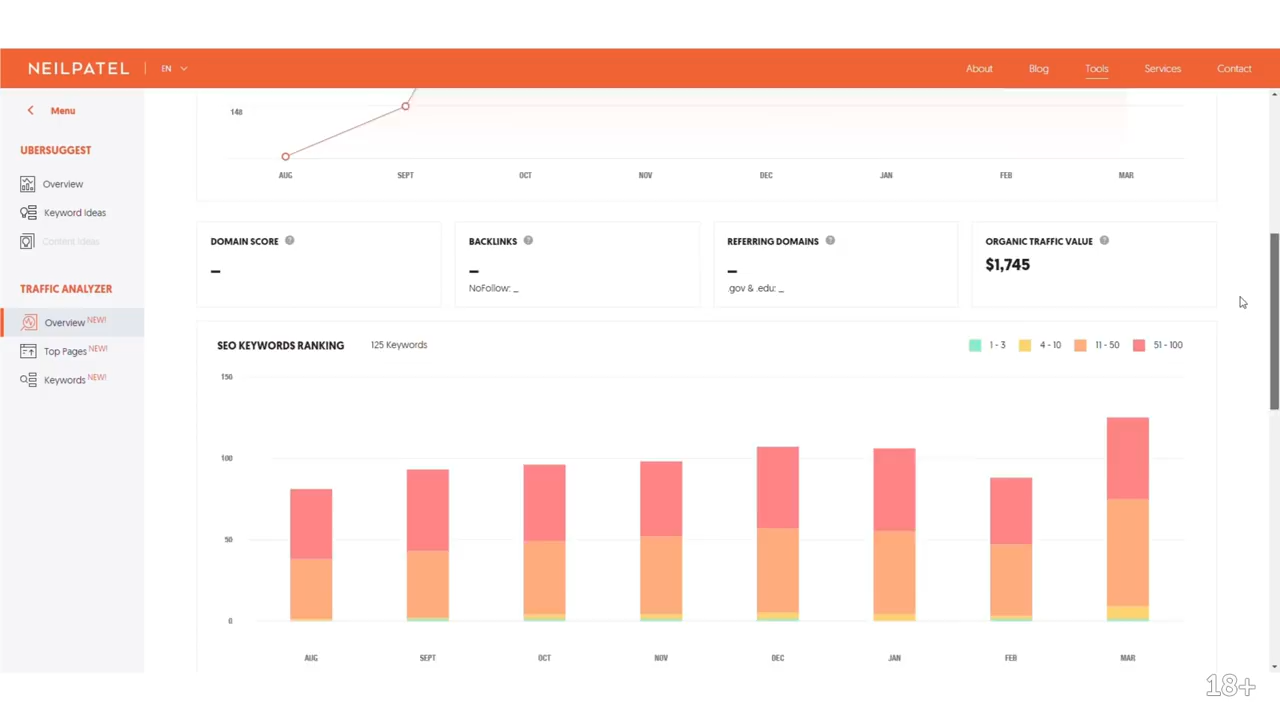 NEILPATEL EN About Blog Tools Services Contact
Menu
UBERSUGGEST
Overview
Keyword Ideas
Content Ideas
TRAFFIC ANALYZER
Overview NEW!
Top Pages NEW!
Keywords NEW!
148
AUG SEPT OCT NOV DEC JAN FEB MAR
DOMAIN SCORE ?
–
BACKLINKS ?
–
NoFollow: _
REFERRING DOMAINS ?
–
.gov & .edu: _
ORGANIC TRAFFIC VALUE ?
$1,745
SEO KEYWORDS RANKING 125 Keywords 1 - 3 4 - 10 11 - 50 51 - 100
150
100
50
0
AUG SEPT OCT NOV DEC JAN FEB MAR
18+